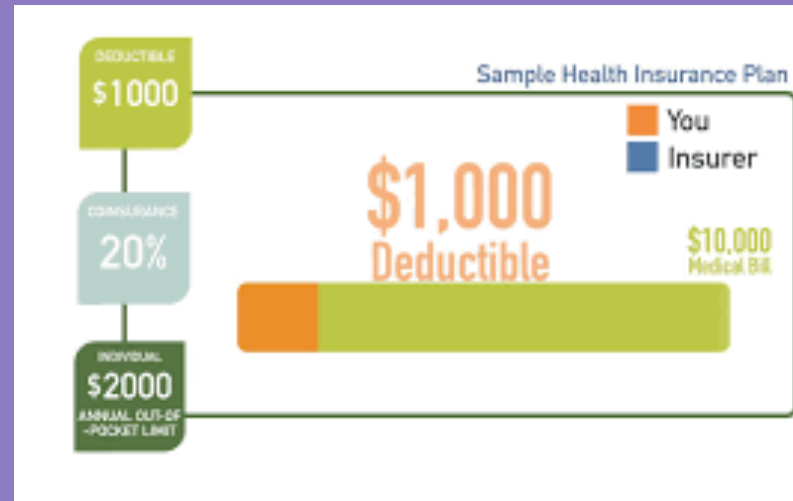 DEDUCTIBLE
$1000
COINSURANCE
20%
INDIVIDUAL
$2000
ANNUAL OUT-OF
-POCKET LIMIT
Sample Health Insurance Plan
You
Insurer
$1,000
Deductible
$10,000
Medical Bill